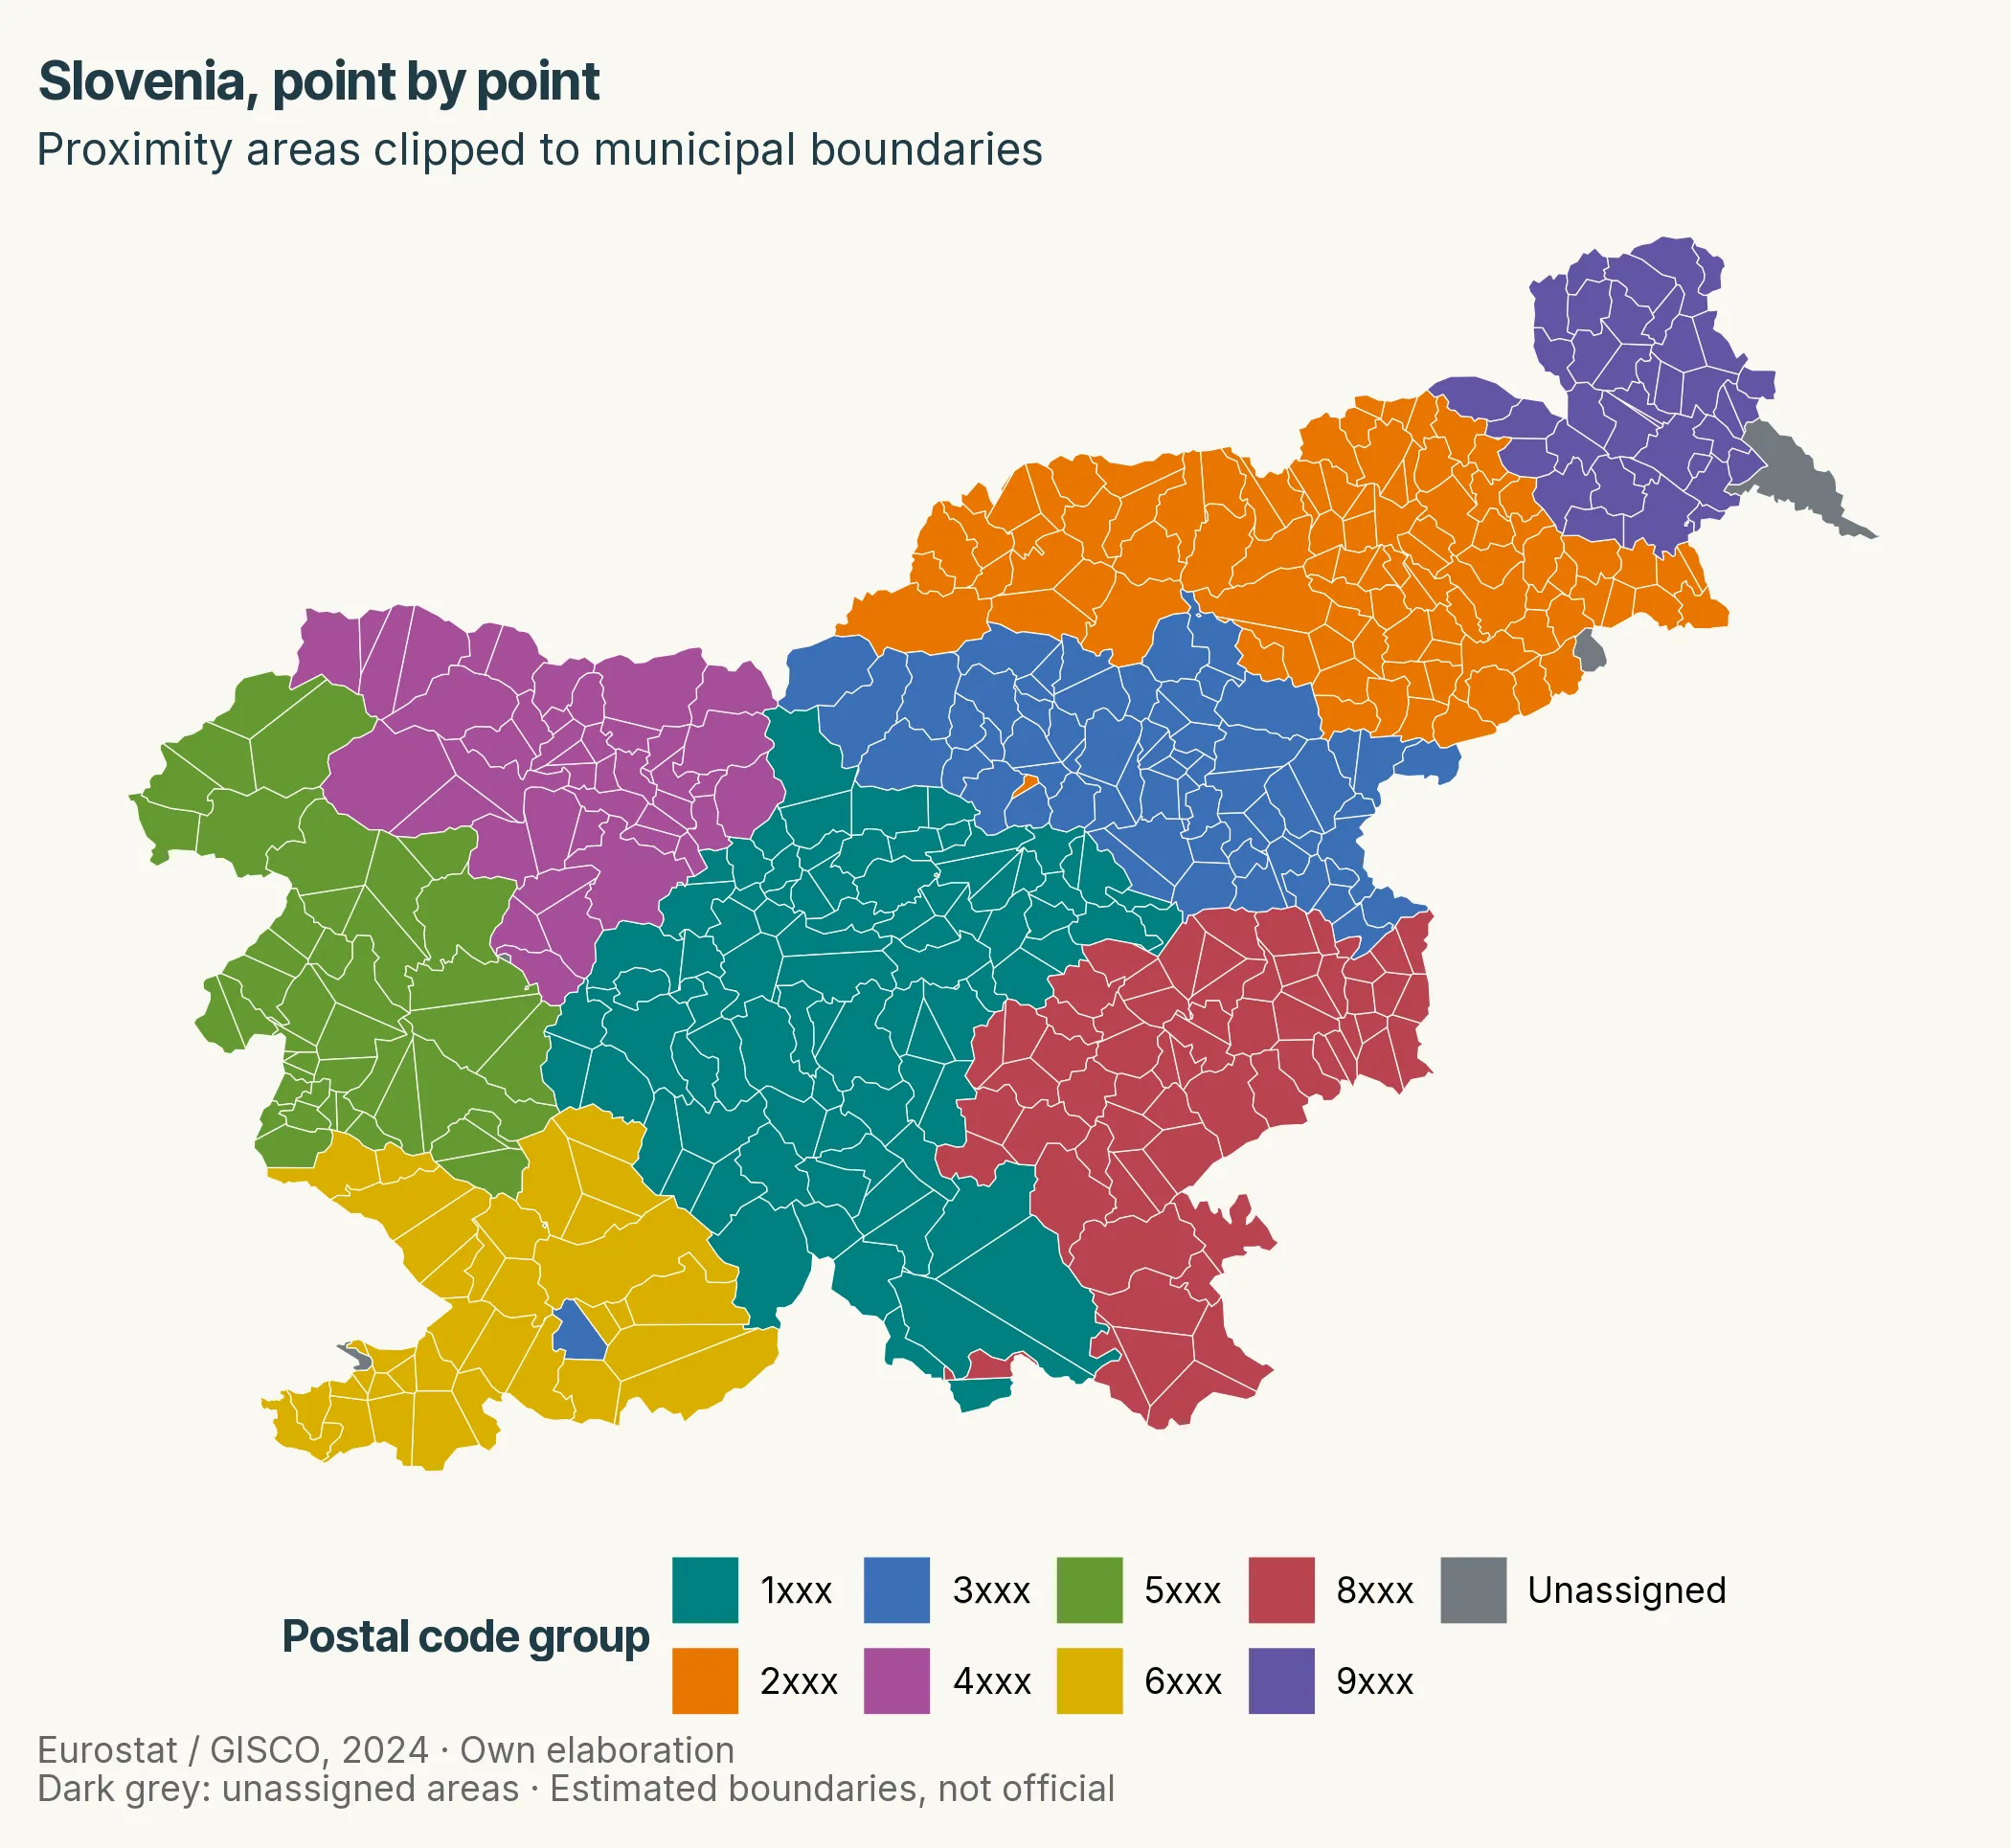 Slovenia, point by point
Proximity areas clipped to municipal boundaries
Postal code group
1xxx
3xxx
5xxx
8xxx
Unassigned
2xxx
4xxx
6xxx
9xxx
Eurostat / GISCO, 2024 · Own elaboration
Dark grey: unassigned areas · Estimated boundaries, not official